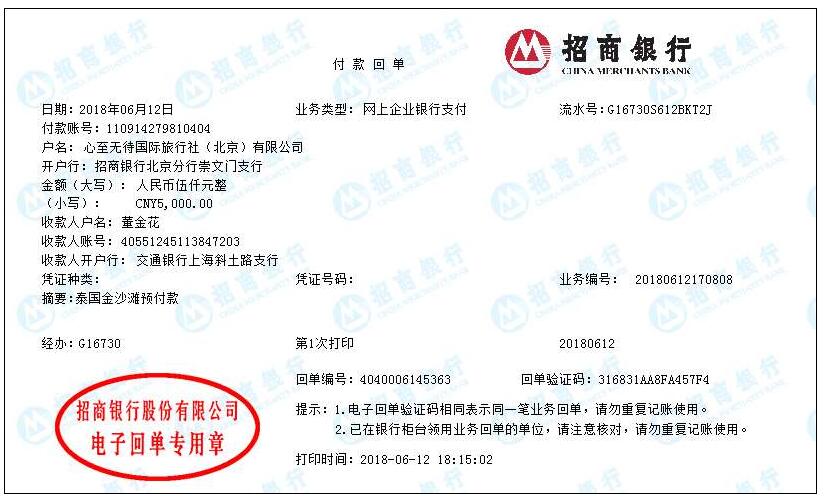 招商银行
CHINA MERCHANTS BANK
付 款 回 单
日期：2018年06月12日 业务类型：网上企业银行支付 流水号：G16730S612BKT2J
付款账号：110914279810404
户名：心至无待国际旅行社（北京）有限公司
开户行：招商银行北京分行崇文门支行
金额（大写）：人民币伍仟元整
（小写）：CNY5,000.00
收款人户名：董金花
收款人账号：40551245113847203
收款人开户行：交通银行上海斜土路支行
凭证种类： 凭证号码： 业务编号：20180612170808
摘要：泰国金沙滩预付款
经办：G16730 第1次打印 20180612
回单编号：4040006145363 回单验证码：316831AA8FA457F4
招商银行股份有限公司
电子回单专用章
提示：1.电子回单验证码相同表示同一笔业务回单，请勿重复记账使用。
2.已在银行柜台领用业务回单的单位，请注意核对，请勿重复记账使用。
打印时间：2018-06-12 18:15:02